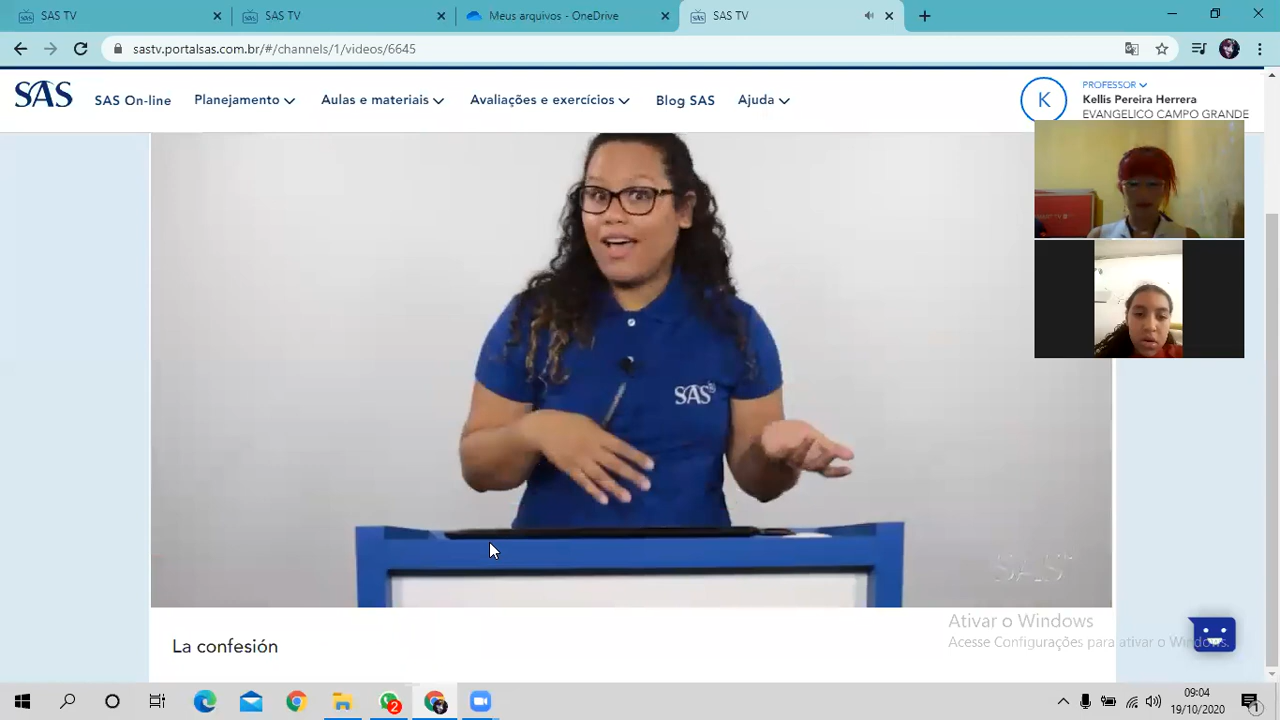 SAS TV
SAS TV
Meus arquivos - OneDrive
SAS TV
sastv.portalsas.com.br/#/channels/1/videos/6645
SAS
SAS On-line
Planejamento
Aulas e materiais
Avaliações e exercícios
Blog SAS
Ajuda
K
PROFESSOR
Kellis Pereira Herrera
EVANGELICO CAMPO GRANDE
SAS
SAS
La confesión
Ativar o Windows
Acesse Configurações para ativar o Windows.
2
09:04
19/10/2020
1